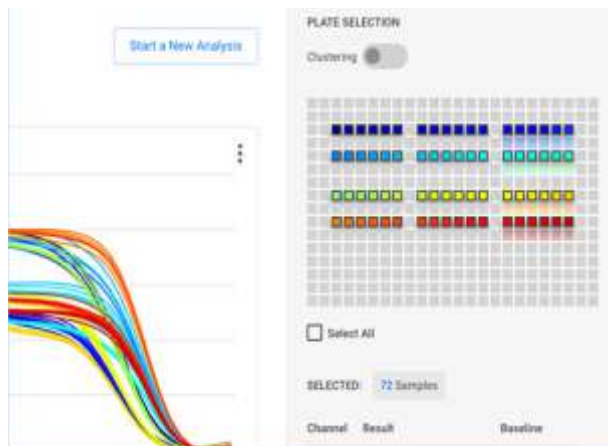 Start a New Analysis
PLATE SELECTION
Clustering
Select All
SELECTED: 72 Samples
Channel Result Baseline